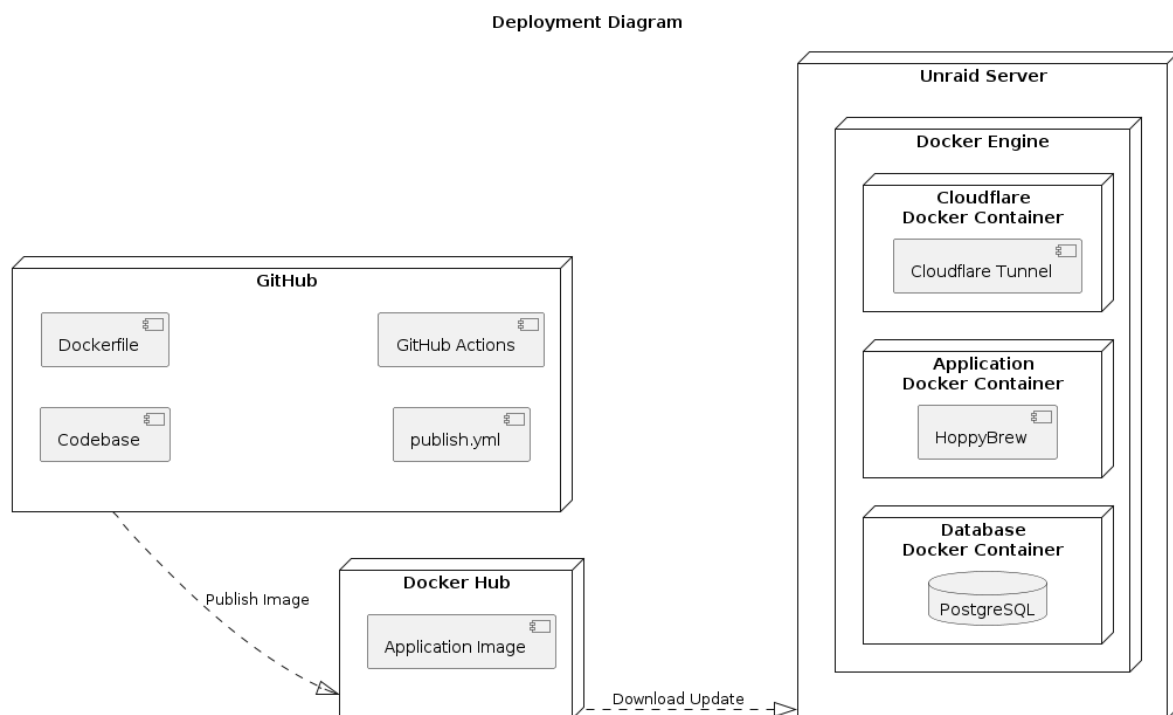 Deployment Diagram
Unraid Server
Docker Engine
Cloudflare
Docker Container
Cloudflare Tunnel
GitHub
Dockerfile
GitHub Actions
Application
Docker Container
HoppyBrew
Codebase
publish.yml
Database
Docker Container
PostgreSQL
Docker Hub
Publish Image
Application Image
Download Update